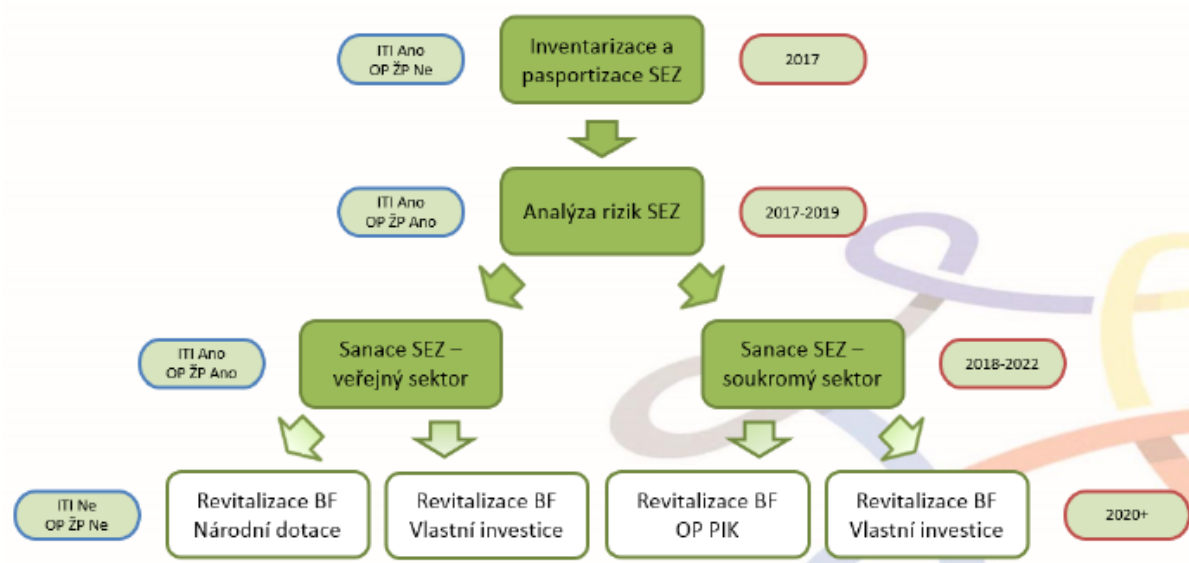 ITI Ano
OP ŽP Ne
Inventarizace a
pasportizace SEZ
2017
ITI Ano
OP ŽP Ano
Analýza rizik SEZ
2017-2019
ITI Ano
OP ŽP Ano
Sanace SEZ –
veřejný sektor
Sanace SEZ –
soukromý sektor
2018-2022
ITI Ne
OP ŽP Ne
Revitalizace BF
Národní dotace
Revitalizace BF
Vlastní investice
Revitalizace BF
OP PIK
Revitalizace BF
Vlastní investice
2020+